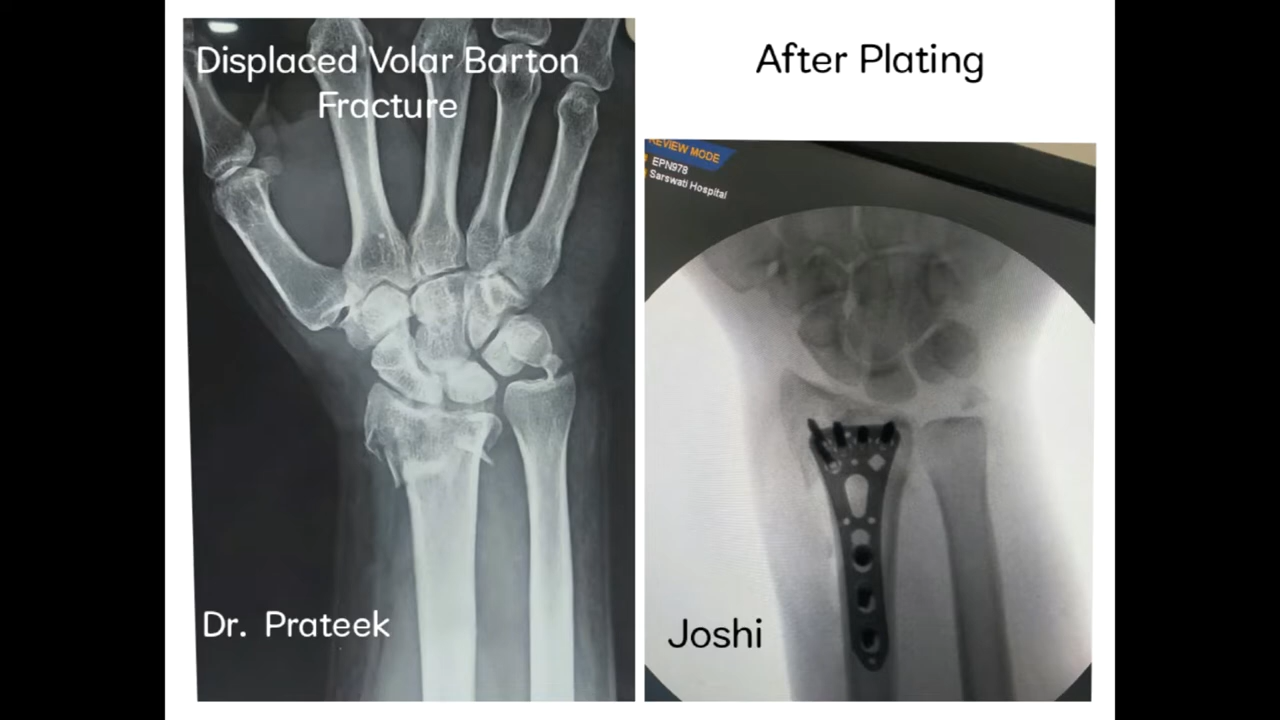 Displaced Volar Barton
Fracture
Dr. Prateek
After Plating
REVIEW MODE
EPN978
Sarswati Hospital
Joshi